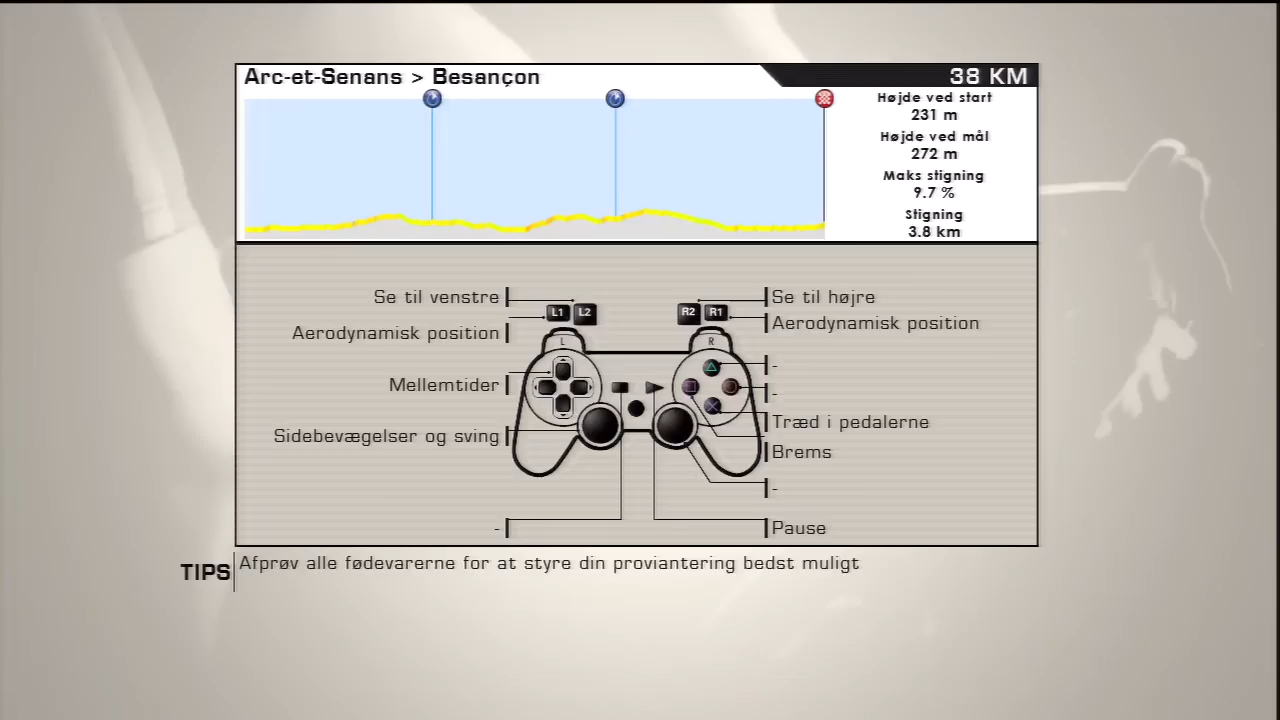 Arc-et-Senans > Besançon
38 KM
Højde ved start
231 m
Højde ved mål
272 m
Maks stigning
9.7 %
Stigning
3.8 km
Se til venstre
Se til højre
L1 L2
R2 R1
Aerodynamisk position
Aerodynamisk position
L
R
-
Mellemtider
-
Træd i pedalerne
Sidebevægelser og sving
Brems
-
-
Pause
TIPS
Afprøv alle fødevarerne for at styre din proviantering bedst muligt